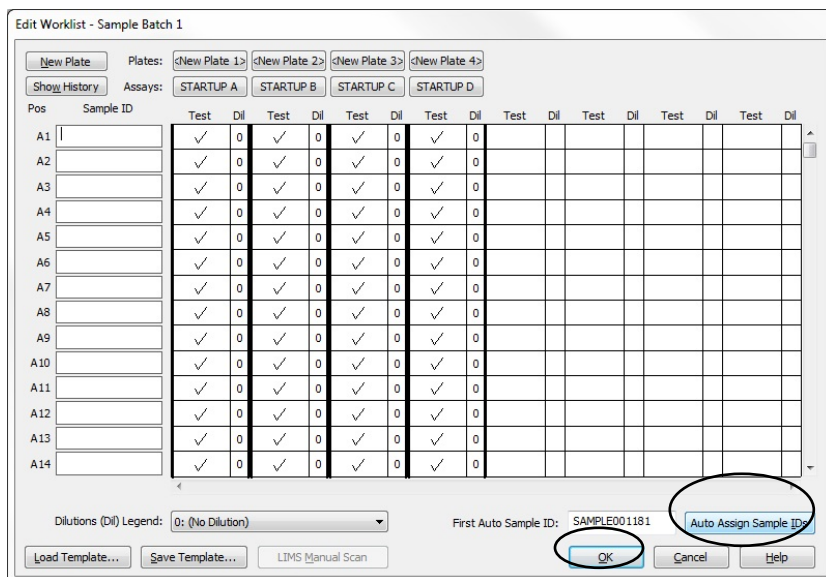 Edit Worklist - Sample Batch 1
New Plate Plates: <New Plate 1> <New Plate 2> <New Plate 3> <New Plate 4>
Show History Assays: STARTUP A STARTUP B STARTUP C STARTUP D
Pos Sample ID Test Dil Test Dil Test Dil Test Dil Test Dil Test Dil Test Dil Test Dil
A1 0 0 0 0
A2 0 0 0 0
A3 0 0 0 0
A4 0 0 0 0
A5 0 0 0 0
A6 0 0 0 0
A7 0 0 0 0
A8 0 0 0 0
A9 0 0 0 0
A10 0 0 0 0
A11 0 0 0 0
A12 0 0 0 0
A13 0 0 0 0
A14 0 0 0 0
Dilutions (Dil) Legend: 0: (No Dilution) First Auto Sample ID: SAMPLE001181 Auto Assign Sample IDs
Load Template... Save Template... LIMS Manual Scan OK Cancel Help